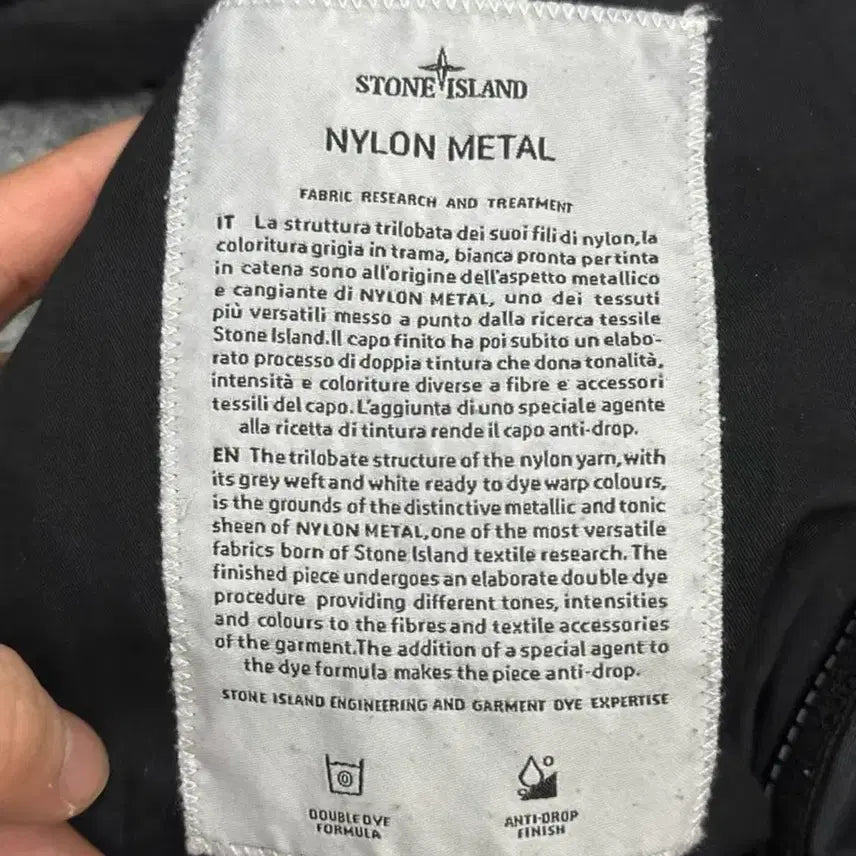 STONE ISLAND
NYLON METAL
FABRIC RESEARCH AND TREATMENT
IT La struttura trilobata dei suoi fili di nylon, la
coloritura grigia in trama, bianca pronta per tinta
in catena sono all'origine dell'aspetto metallico
e cangiante di NYLON METAL, uno dei tessuti
più versatili messo a punto dalla ricerca tessile
Stone Island. Il capo finito ha poi subito un elabo-
rato processo di doppia tintura che dona tonalità,
intensità e coloriture diverse a fibre e accessori
tessili del capo. L'aggiunta di uno speciale agente
alla ricetta di tintura rende il capo anti-drop.
EN The trilobate structure of the nylon yarn, with
its grey weft and white ready to dye warp colours,
is the grounds of the distinctive metallic and tonic
sheen of NYLON METAL, one of the most versatile
fabrics born of Stone Island textile research. The
finished piece undergoes an elaborate double dye
procedure providing different tones, intensities
and colours to the fibres and textile accessories
of the garment. The addition of a special agent to
the dye formula makes the piece anti-drop.
STONE ISLAND ENGINEERING AND GARMENT DYE EXPERTISE
DOUBLE DYE
FORMULA
ANTI-DROP
FINISH